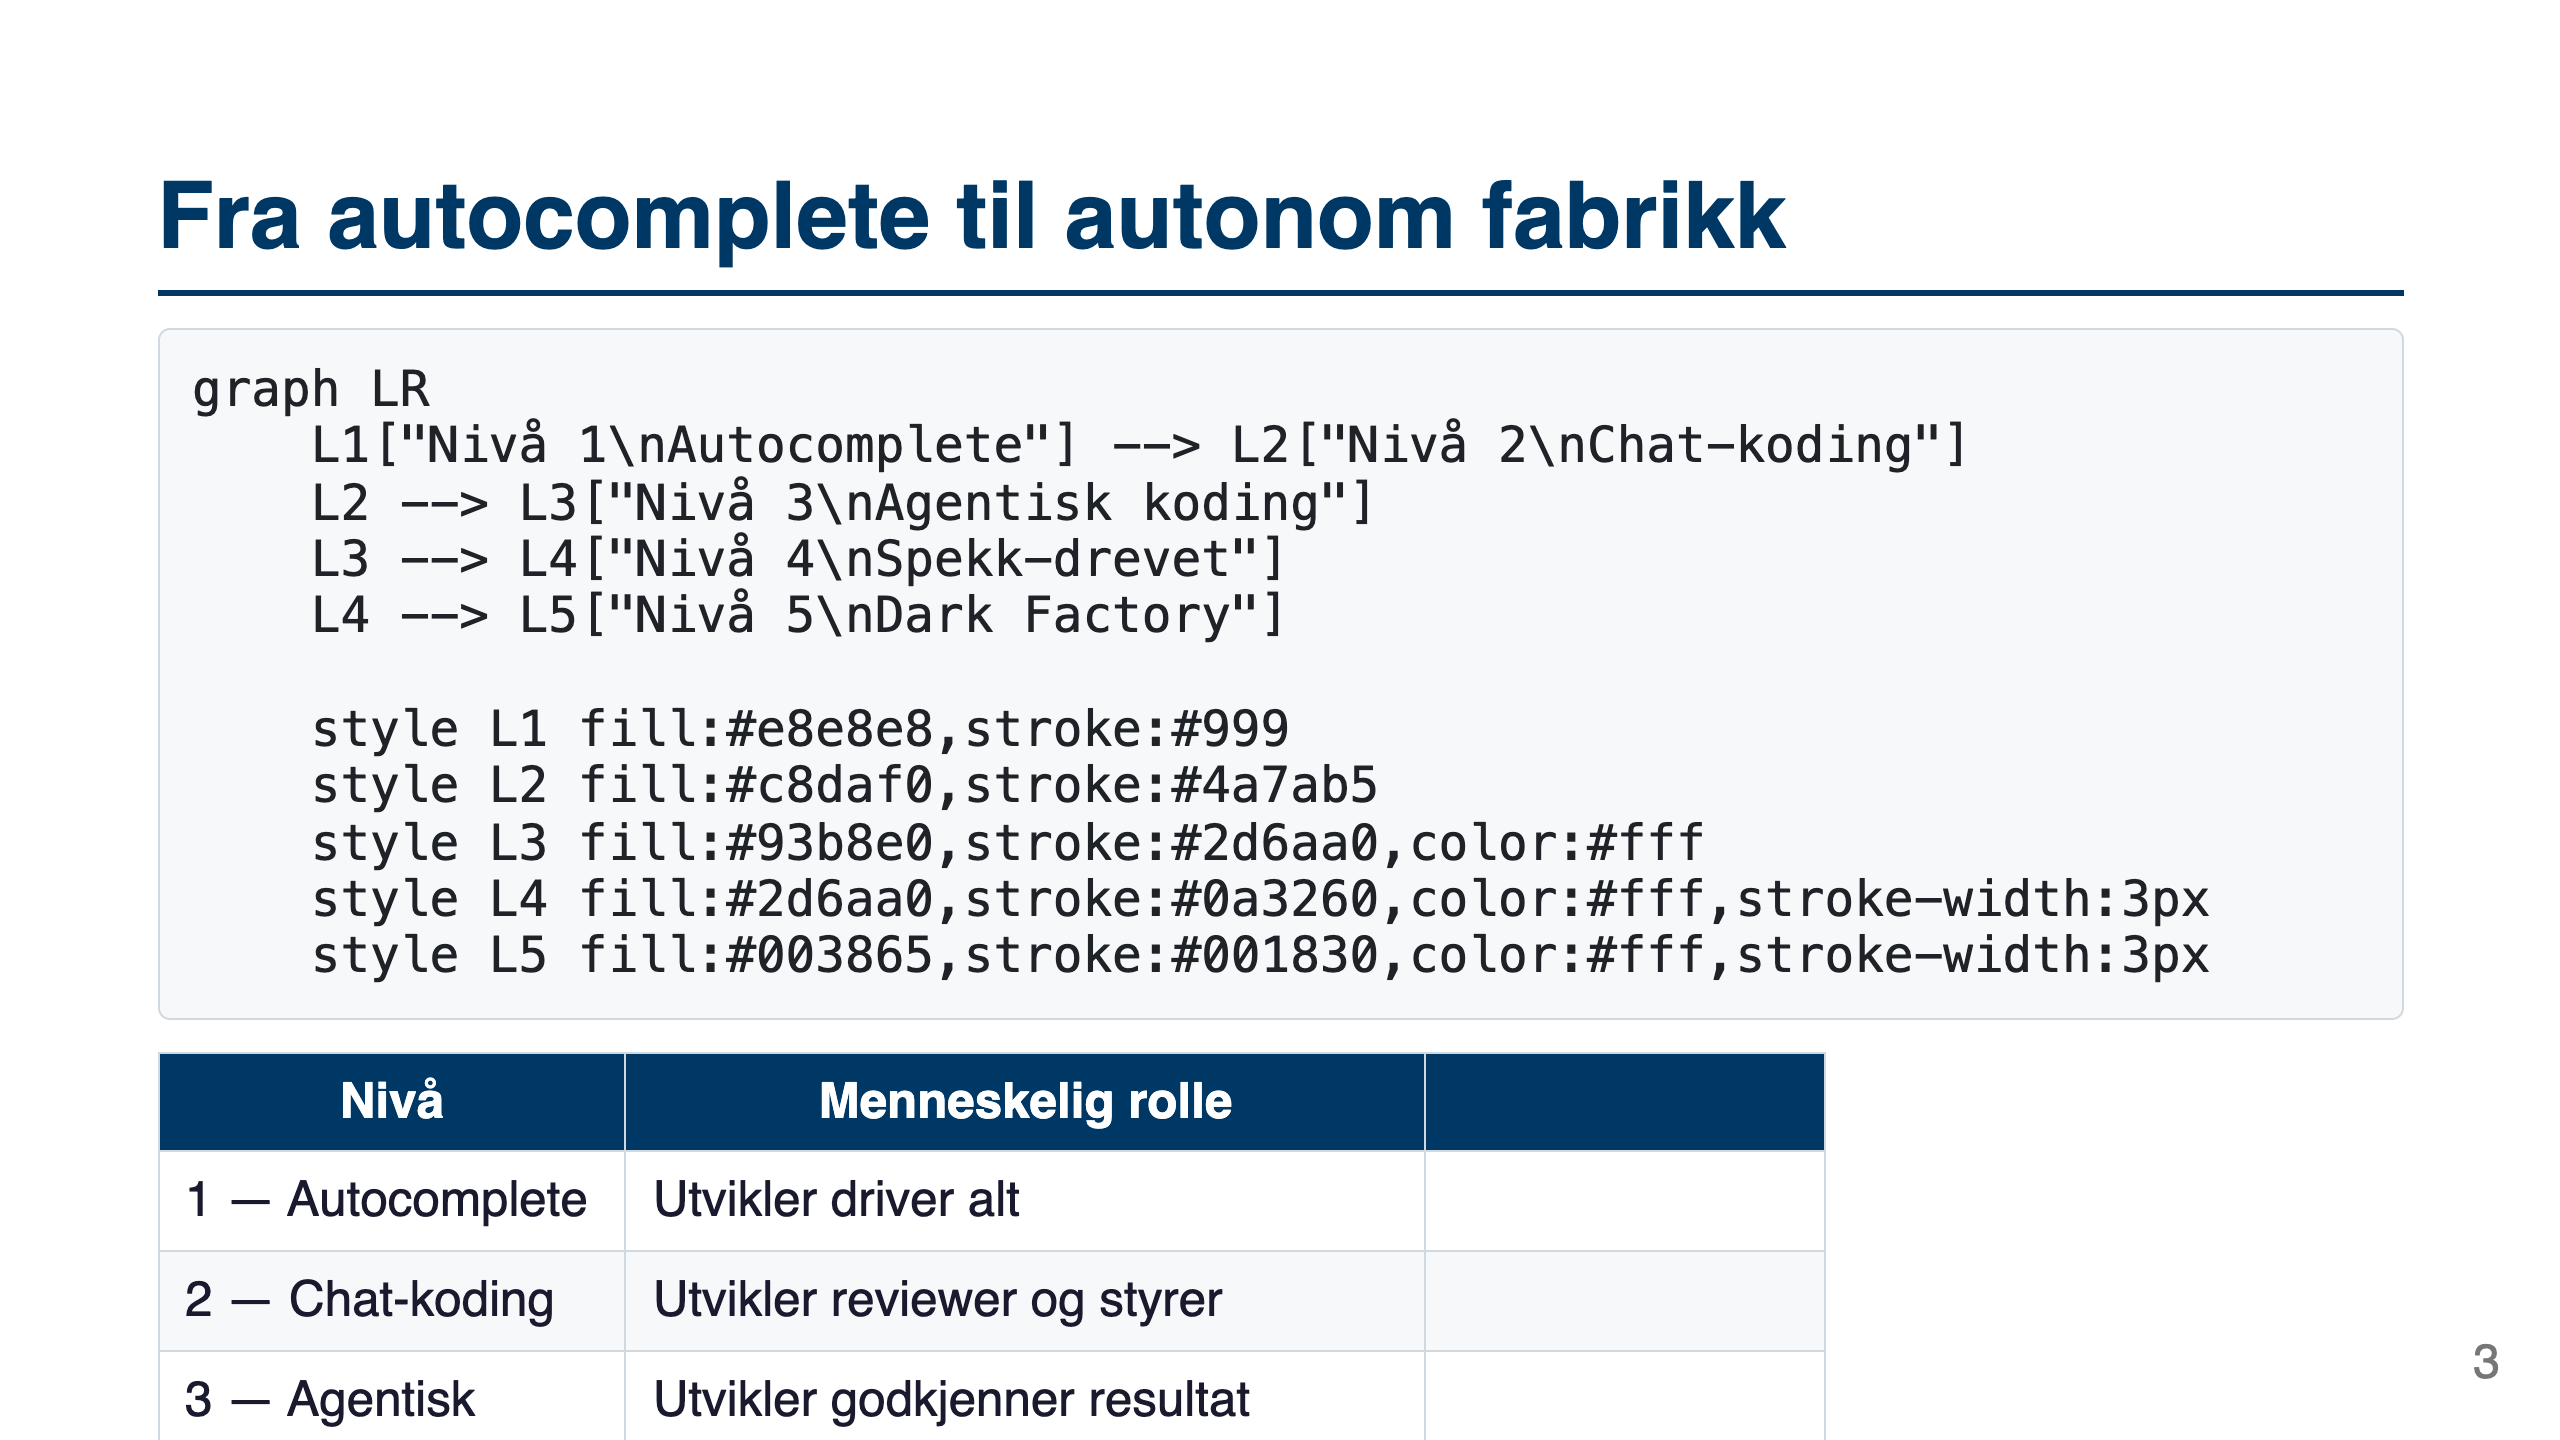 Fra autocomplete til autonom fabrikk
graph LR
    L1["Nivå 1\nAutocomplete"] --> L2["Nivå 2\nChat-koding"]
    L2 --> L3["Nivå 3\nAgentisk koding"]
    L3 --> L4["Nivå 4\nSpekk-drevet"]
    L4 --> L5["Nivå 5\nDark Factory"]

    style L1 fill:#e8e8e8,stroke:#999
    style L2 fill:#c8daf0,stroke:#4a7ab5
    style L3 fill:#93b8e0,stroke:#2d6aa0,color:#fff
    style L4 fill:#2d6aa0,stroke:#0a3260,color:#fff,stroke-width:3px
    style L5 fill:#003865,stroke:#001830,color:#fff,stroke-width:3px
Nivå Menneskelig rolle
1 — Autocomplete Utvikler driver alt
2 — Chat-koding Utvikler reviewer og styrer
3 — Agentisk Utvikler godkjenner resultat
3